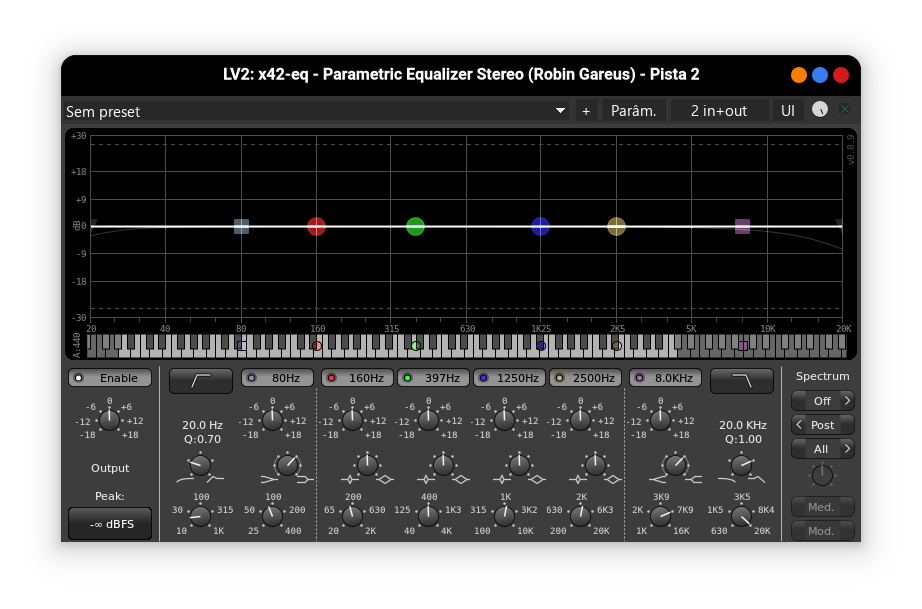 LV2: x42-eq - Parametric Equalizer Stereo (Robin Gareus) - Pista 2
Sem preset + Parâm. 2 in+out UI
+30
+18
+9
dB 0
-9
-18
-30
v0.8.9
20 40 80 160 315 630 1K25 2K5 5K 10K 20K
A:440
Enable 80Hz 160Hz 397Hz 1250Hz 2500Hz 8.0KHz Spectrum
0 0 0 0 0 0 0
-6 +6 -6 +6 -6 +6 -6 +6 -6 +6 -6 +6 -6 +6 Off
-12 +12 -12 +12 -12 +12 -12 +12 -12 +12 -12 +12 -12 +12
-18 +18 -18 +18 -18 +18 -18 +18 -18 +18 -18 +18 -18 +18
20.0 Hz 20.0 KHz Post
Q:0.70 Q:1.00
All
Output
Peak: 100 100 200 400 1K 2K 3K9 3K5
30 315 50 200 65 630 125 1K3 315 3K2 630 6K3 2K 7K9 1K5 8K4 Med.
-∞ dBFS
10 1K 25 400 20 2K 40 4K 100 10K 200 20K 1K 16K 630 20K Mod.